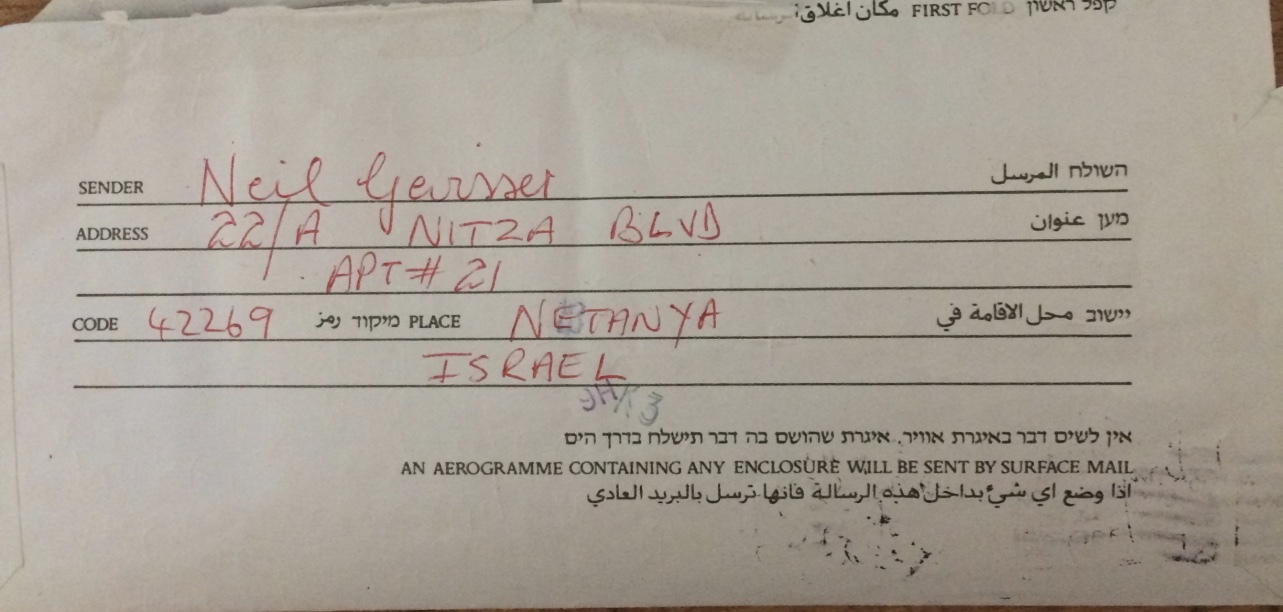 קפל ראשון FIRST FOLD مكان اغلاق:
SENDER Neil השולח المرسل
ADDRESS 22/A NITZA BLVD מען عنوان
APT # 21
CODE 42269 מיקוד رمز PLACE NETANYA יישוב محل الاقامة في
ISRAEL
אין לשים דבר באיגרת אוויר. איגרת שהושם בה דבר תישלח בדרך הים
AN AEROGRAMME CONTAINING ANY ENCLOSURE WILL BE SENT BY SURFACE MAIL
اذا وضع اي شيء بداخل هذه الرسالة فانها ترسل بالبريد العادي